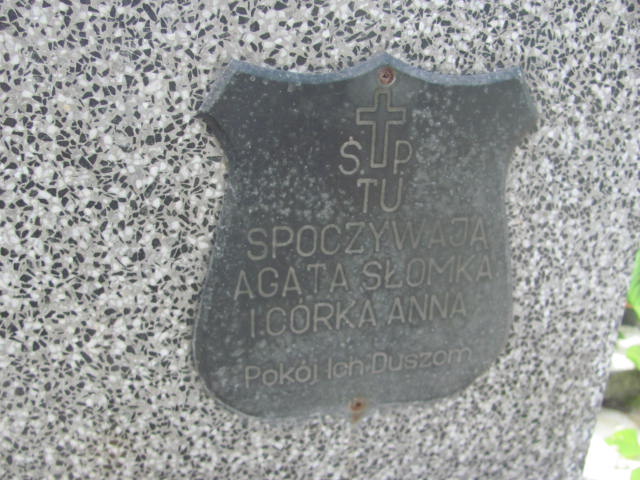 Ś.P
TU
SPOCZYWAJĄ
AGATA SŁOMKA
I CÓRKA ANNA
Pokój Ich Duszom